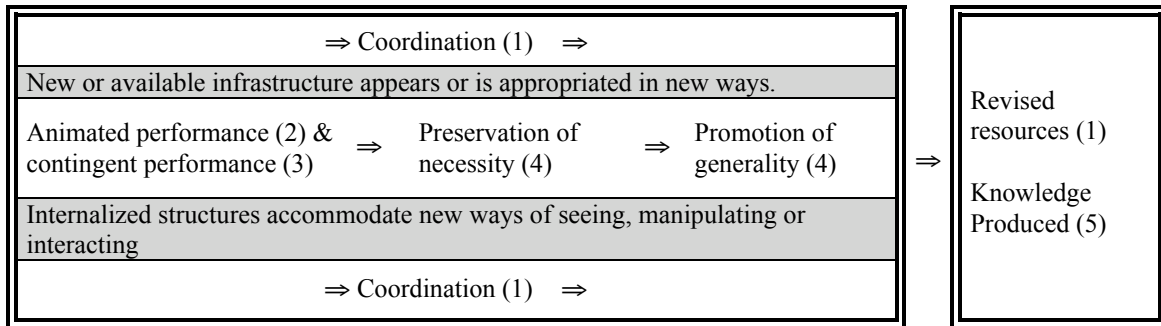 ⇒ Coordination (1) ⇒
New or available infrastructure appears or is appropriated in new ways.
Animated performance (2) & ⇒ Preservation of ⇒ Promotion of
contingent performance (3) necessity (4) generality (4)
Internalized structures accommodate new ways of seeing, manipulating or
interacting
⇒ Coordination (1) ⇒
⇒
Revised
resources (1)
Knowledge
Produced (5)